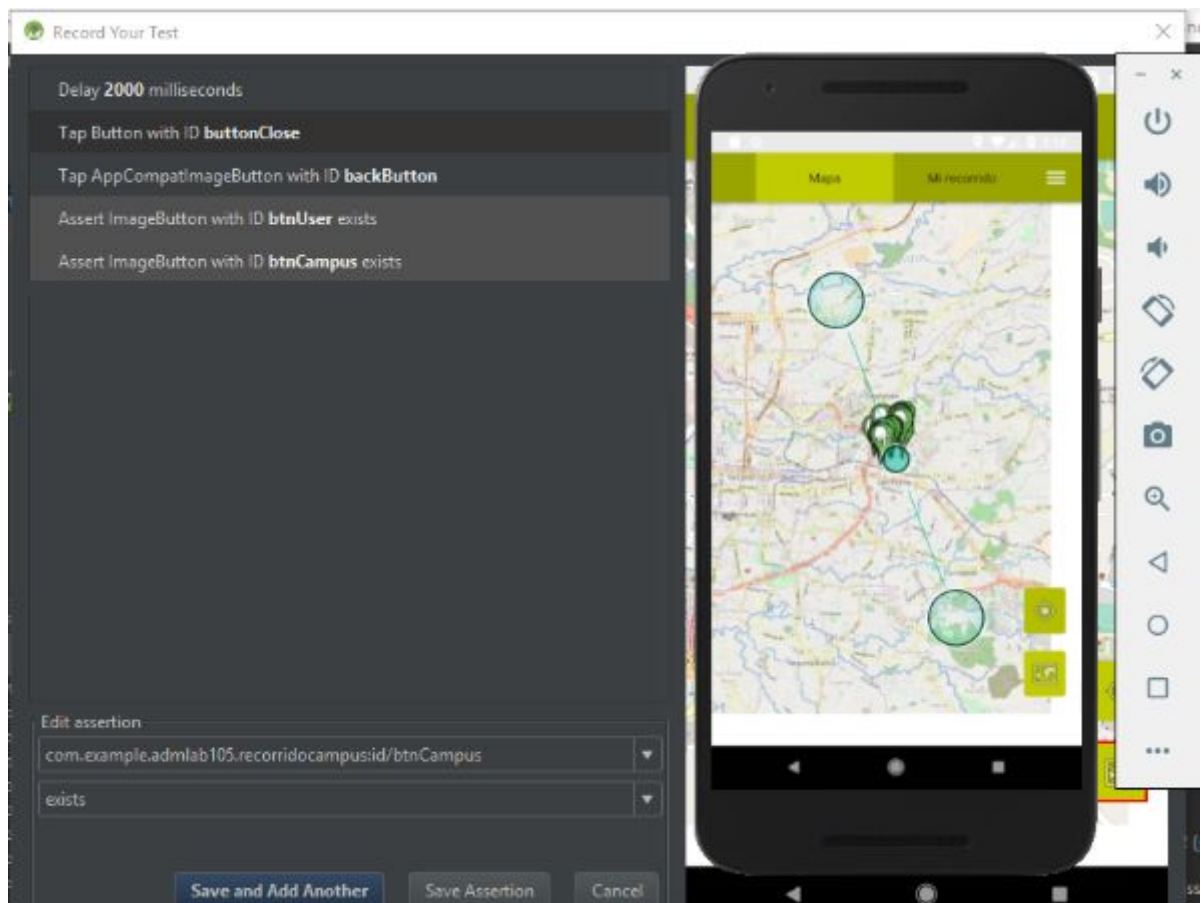 Record Your Test
Delay 2000 milliseconds
Tap Button with ID buttonClose
Tap AppCompatImageButton with ID backButton
Assert ImageButton with ID btnUser exists
Assert ImageButton with ID btnCampus exists
Mapa
Mi recorrido
Edit assertion
com.example.admlab105.recorridocampus:id/btnCampus
exists
Save and Add Another
Save Assertion
Cancel